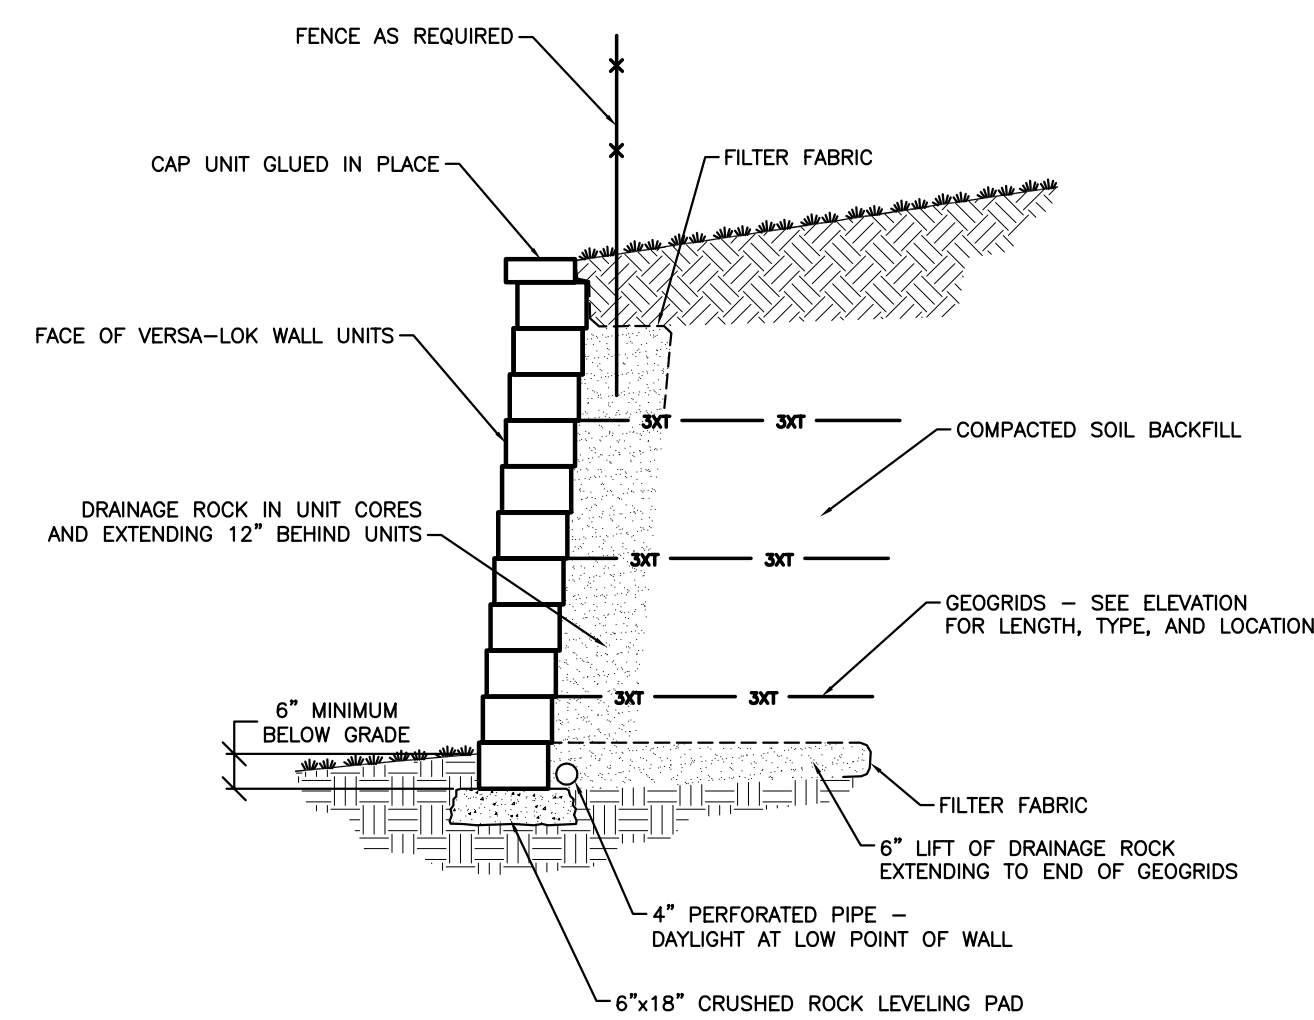 FENCE AS REQUIRED
CAP UNIT GLUED IN PLACE
FILTER FABRIC
FACE OF VERSA-LOK WALL UNITS
3XT
3XT
COMPACTED SOIL BACKFILL
DRAINAGE ROCK IN UNIT CORES
AND EXTENDING 12" BEHIND UNITS
3XT
3XT
GEOGRIDS - SEE ELEVATION
FOR LENGTH, TYPE, AND LOCATION
3XT
3XT
6" MINIMUM
BELOW GRADE
FILTER FABRIC
6" LIFT OF DRAINAGE ROCK
EXTENDING TO END OF GEOGRIDS
4" PERFORATED PIPE -
DAYLIGHT AT LOW POINT OF WALL
6"x18" CRUSHED ROCK LEVELING PAD